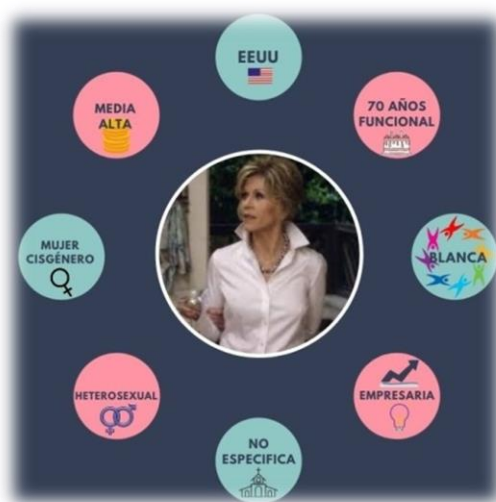 EEUU
MEDIA
ALTA
70 AÑOS
FUNCIONAL
MUJER
CISGÉNERO
BLANCA
HETEROSEXUAL
EMPRESARIA
NO
ESPECIFICA